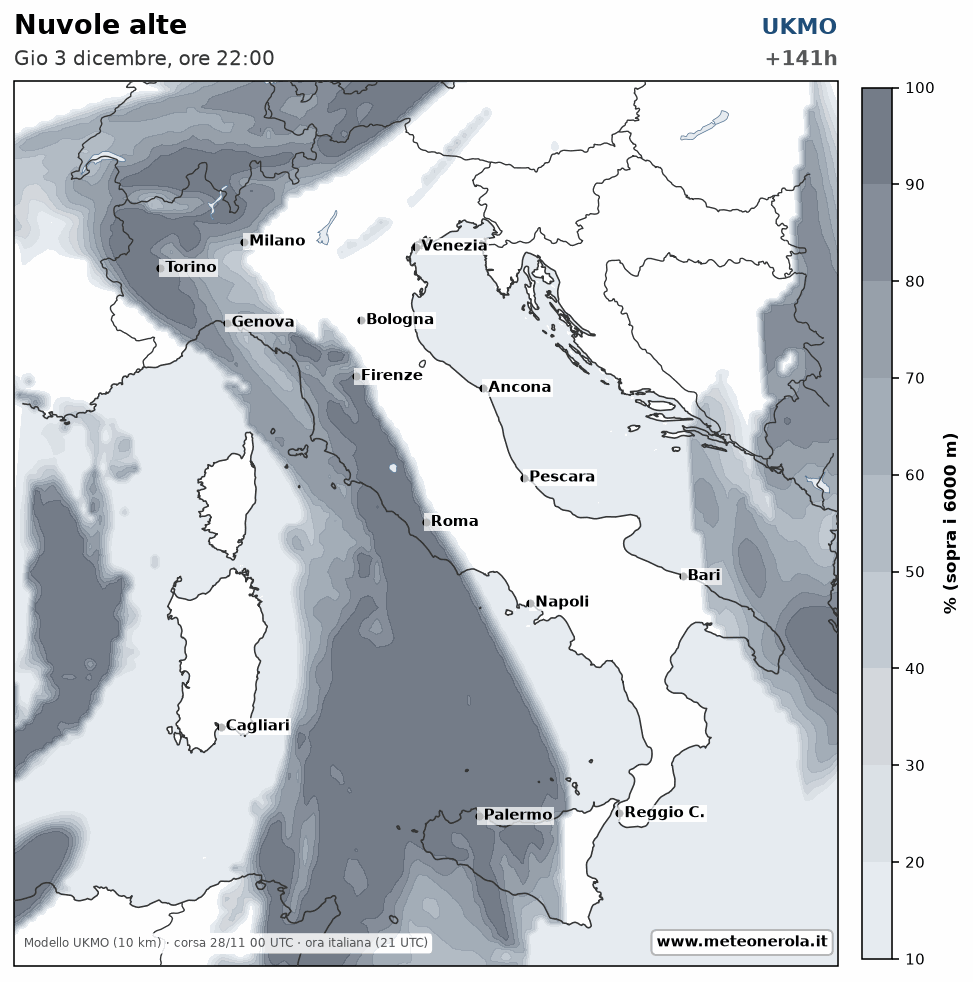 Nuvole alte
UKMO
Gio 3 dicembre, ore 22:00
+141h
Milano
Venezia
Torino
Genova
Bologna
Firenze
Ancona
Pescara
Roma
Bari
Napoli
Cagliari
Palermo
Reggio C.
Modello UKMO (10 km) · corsa 28/11 00 UTC · ora italiana (21 UTC)
www.meteonerola.it
100
90
80
70
60
50
40
30
20
10
% (sopra i 6000 m)